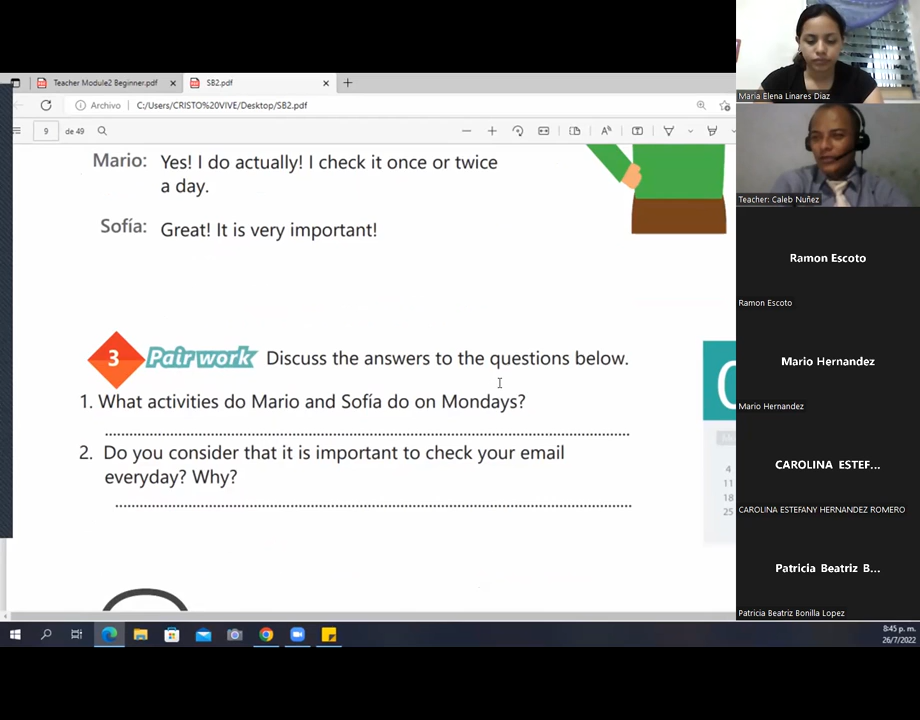 Teacher Module2 Beginner.pdf
SB2.pdf
Archivo
C:/Users/CRISTO%20VIVE/Desktop/SB2.pdf
9
de 49
Mario: Yes! I do actually! I check it once or twice
a day.
Sofía: Great! It is very important!
3 Pair work Discuss the answers to the questions below.
1. What activities do Mario and Sofía do on Mondays?
2. Do you consider that it is important to check your email
everyday? Why?
4
11
18
25
8:45 p. m.
26/7/2022
Maria Elena Linares Diaz
Teacher: Caleb Nuñez
Ramon Escoto
Ramon Escoto
Mario Hernandez
Mario Hernandez
CAROLINA ESTEF...
CAROLINA ESTEFANY HERNANDEZ ROMERO
Patricia Beatriz B...
Patricia Beatriz Bonilla Lopez